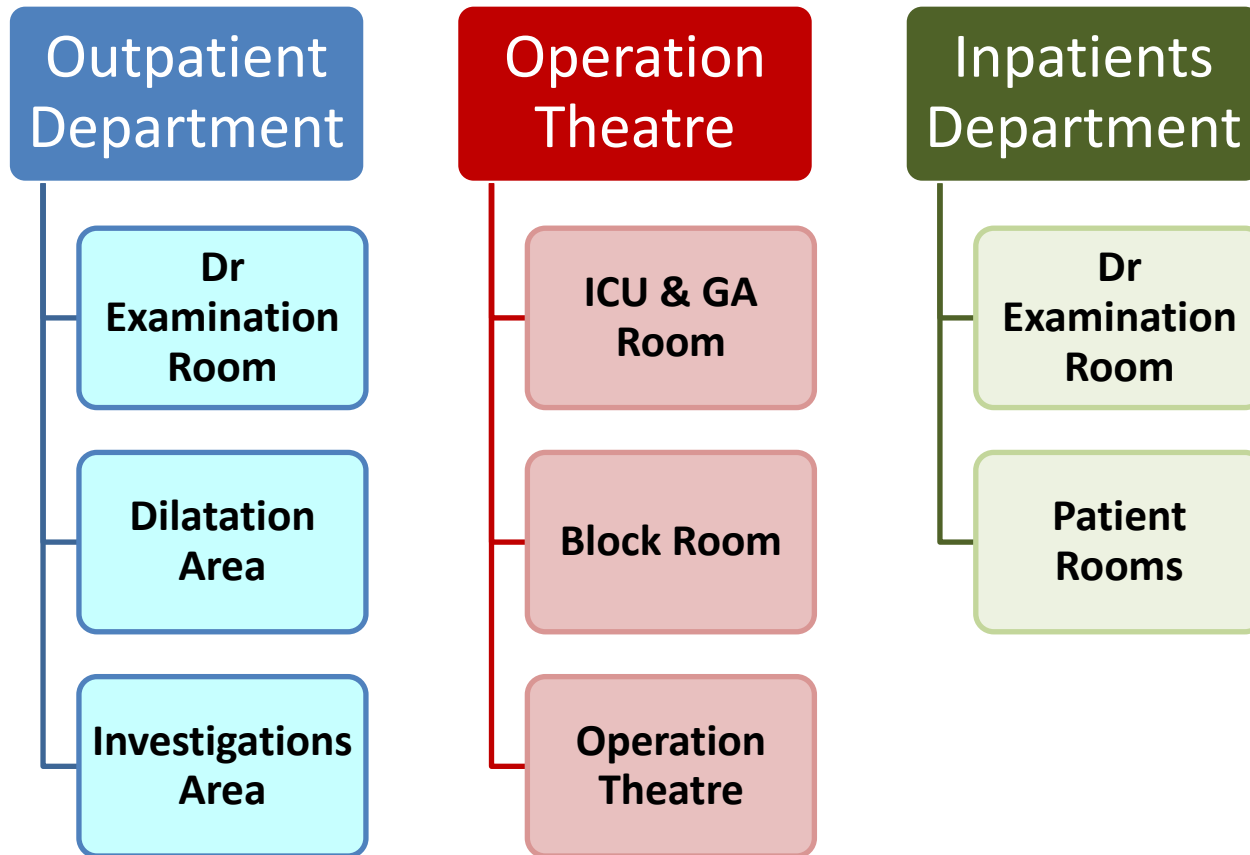 Outpatient
Department
Dr
Examination
Room
Dilatation
Area
Investigations
Area
Operation
Theatre
ICU & GA
Room
Block Room
Operation
Theatre
Inpatients
Department
Dr
Examination
Room
Patient
Rooms